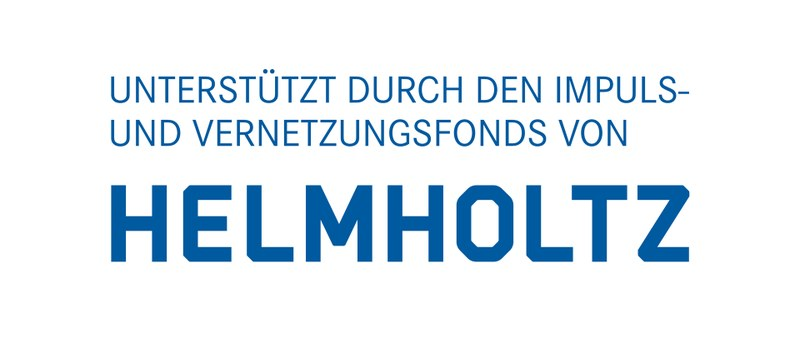 UNTERSTÜTZT DURCH DEN IMPULS-
UND VERNETZUNGSFONDS VON
HELMHOLTZ